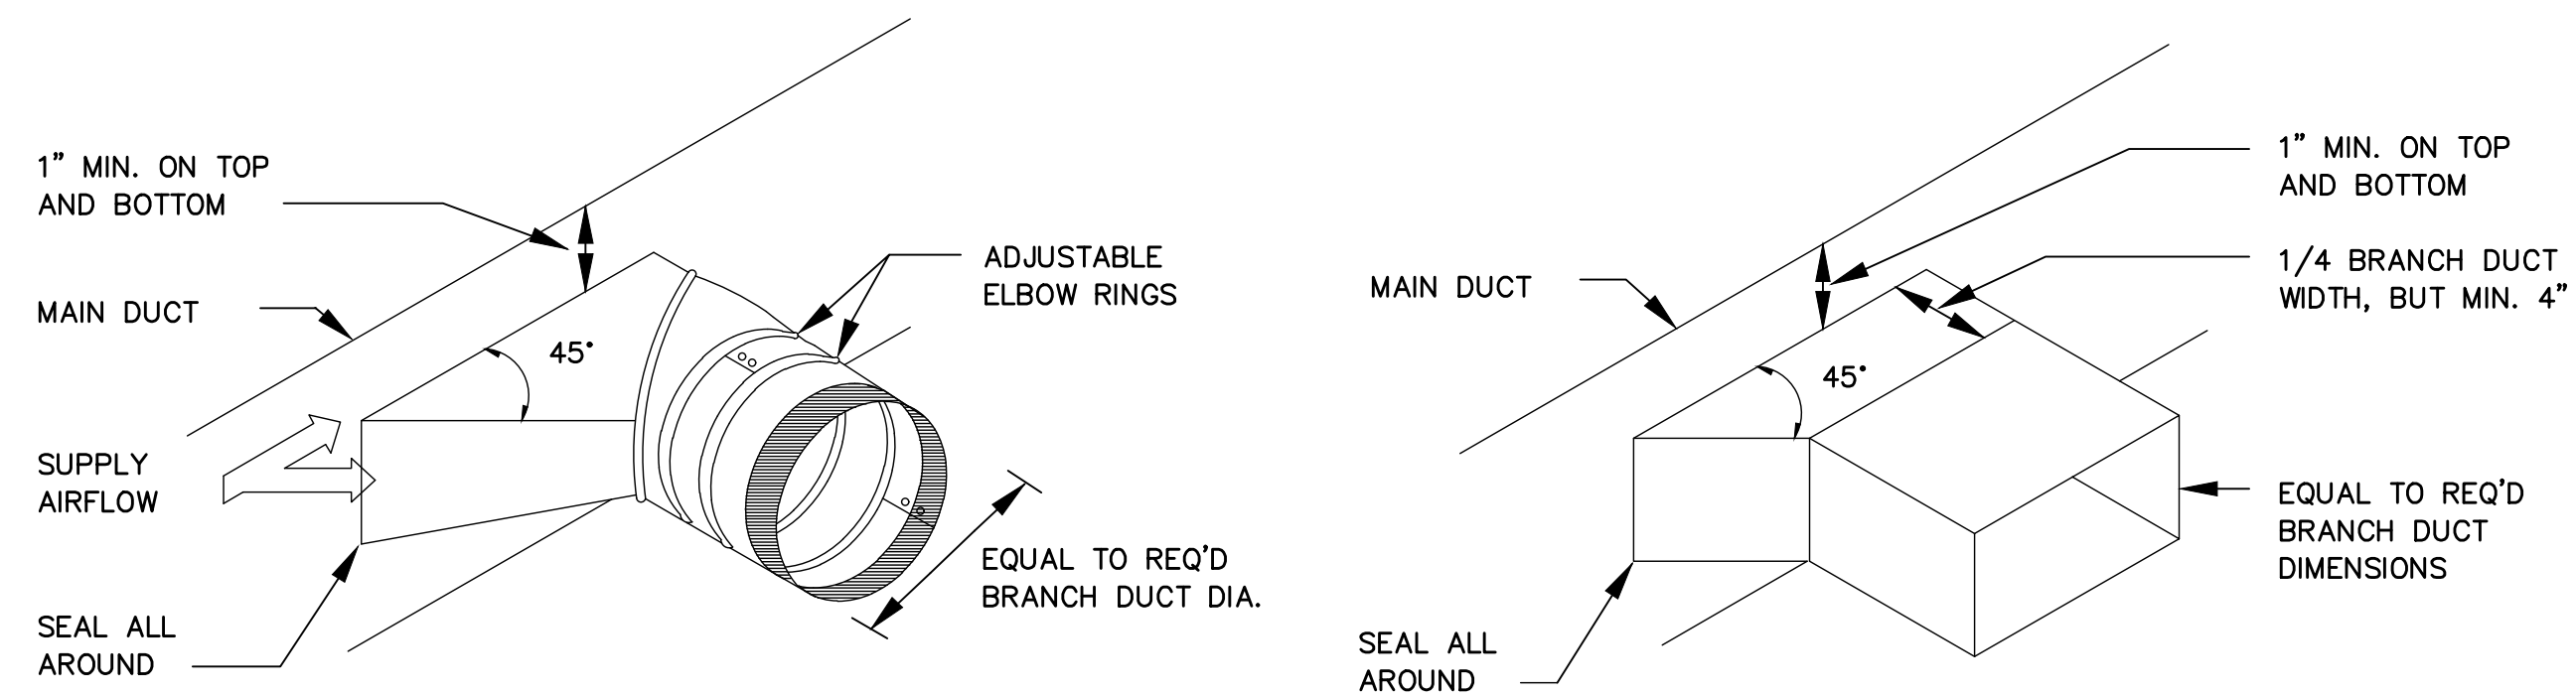 1” MIN. ON TOP
AND BOTTOM
MAIN DUCT
45°
SUPPLY
AIRFLOW
SEAL ALL
AROUND
ADJUSTABLE
ELBOW RINGS
EQUAL TO REQ’D
BRANCH DUCT DIA.
MAIN DUCT
45°
SEAL ALL
AROUND
1” MIN. ON TOP
AND BOTTOM
1/4 BRANCH DUCT
WIDTH, BUT MIN. 4”
EQUAL TO REQ’D
BRANCH DUCT
DIMENSIONS